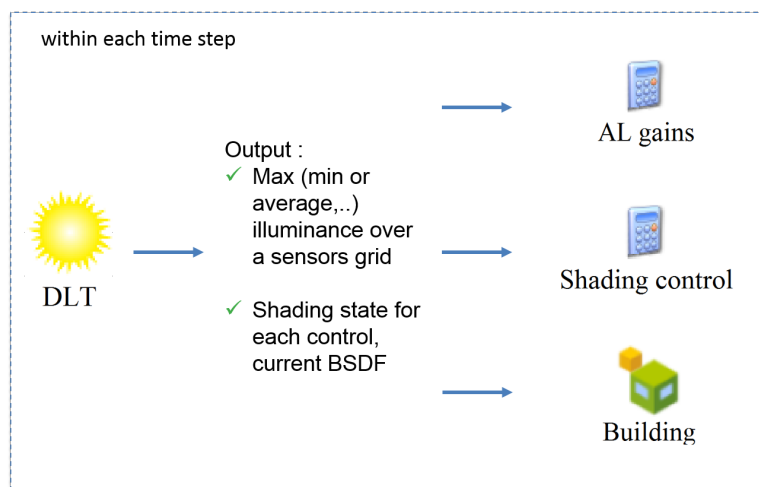 within each time step
AL gains
Output :
✓ Max (min or
average,..)
illuminance over
a sensors grid
DLT
Shading control
✓ Shading state for
each control,
current BSDF
Building